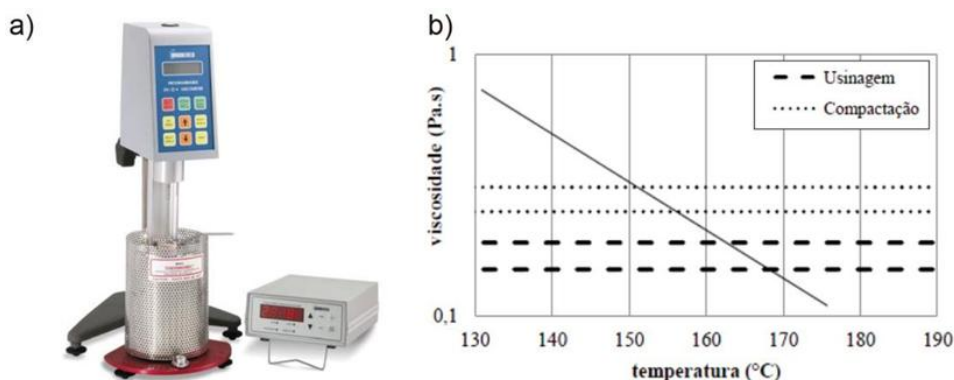 a)
b)
1
Usinagem
Compactação
viscosidade (Pa.s)
0,1
130 140 150 160 170 180 190
temperatura (°C)